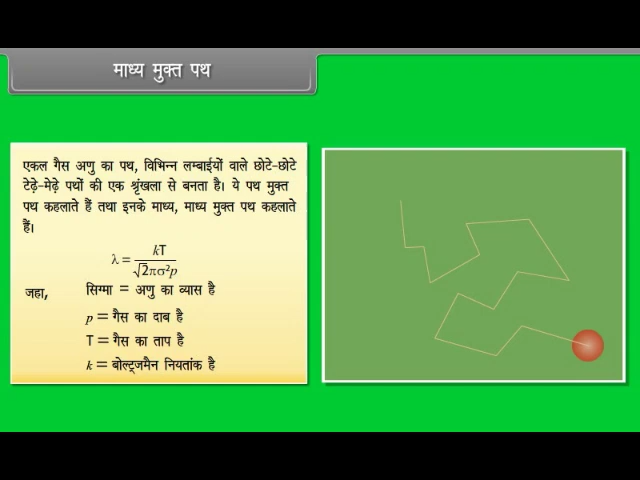 माध्य मुक्त पथ
एकल गैस अणु का पथ, विभिन्न लम्बाईयों वाले छोटे-छोटे
टेढ़े-मेढ़े पथों की एक श्रृंखला से बनता है। ये पथ मुक्त
पथ कहलाते हैं तथा इनके माध्य, माध्य मुक्त पथ कहलाते
हैं।
λ = kT / √2πσ²p
जहा, सिग्मा = अणु का व्यास है
p = गैस का दाब है
T = गैस का ताप है
k = बोल्ट्जमैन नियतांक है